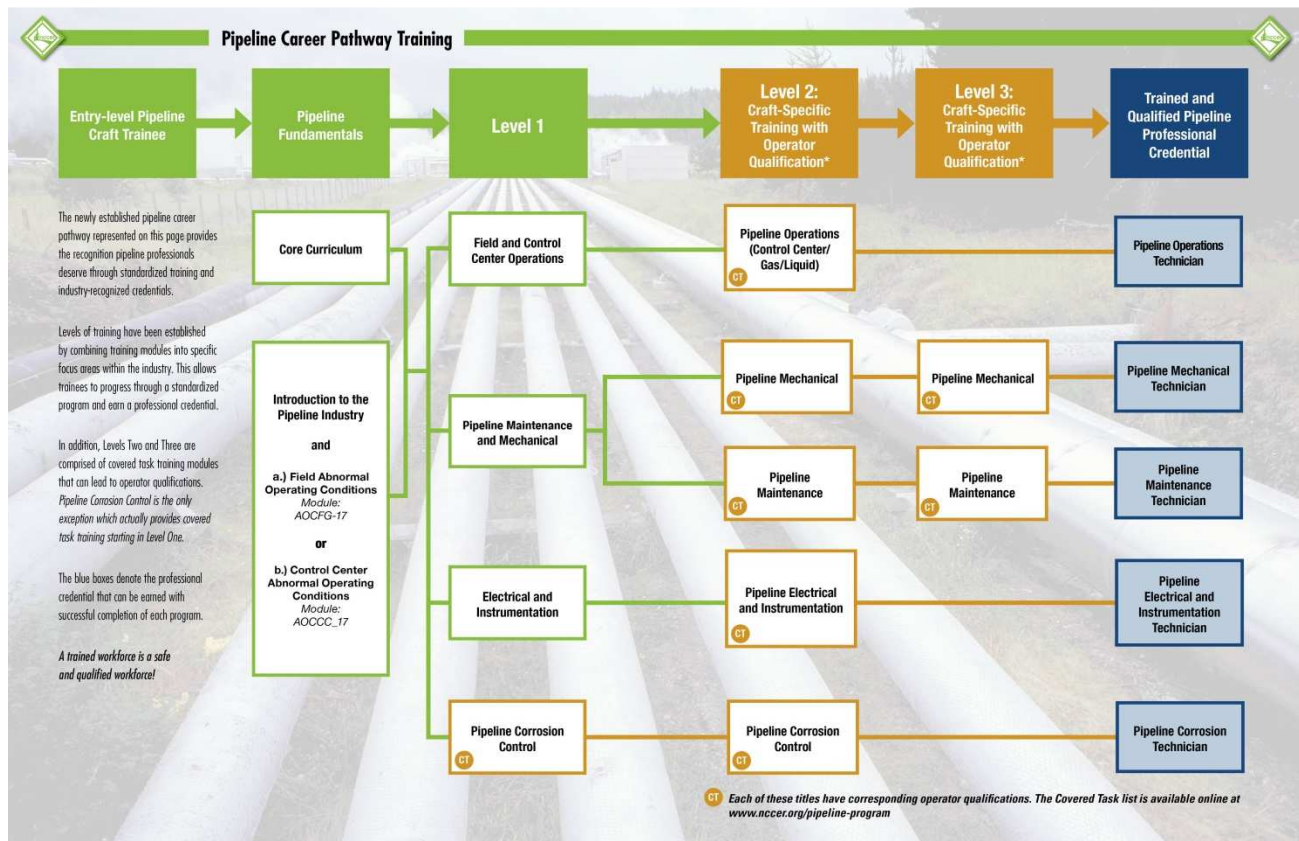 Pipeline Career Pathway Training
Entry-level Pipeline
Craft Trainee
Pipeline
Fundamentals
Level 1
Level 2:
Craft-Specific
Training with
Operator
Qualification*
Level 3:
Craft-Specific
Training with
Operator
Qualification*
Trained and
Qualified Pipeline
Professional
Credential
The newly established pipeline career
pathway represented on this page provides
the recognition pipeline professionals
deserve through standardized training and
industry-recognized credentials.
Levels of training have been established
by combining training modules into specific
focus areas within the industry. This allows
trainees to progress through a standardized
program and earn a professional credential.
In addition, Levels Two and Three are
comprised of covered task training modules
that can lead to operator qualifications.
Pipeline Corrosion Control is the only
exception which actually provides covered
task training starting in Level One.
The blue boxes denote the professional
credential that can be earned with
successful completion of each program.
A trained workforce is a safe
and qualified workforce!
Core Curriculum
Introduction to the
Pipeline Industry
and
a.) Field Abnormal
Operating Conditions
Module:
AOCFG-17
or
b.) Control Center
Abnormal Operating
Conditions
Module:
AOCCC_17
Field and Control
Center Operations
Pipeline Operations
(Control Center/
Gas/Liquid)
CT
Pipeline Operations
Technician
Pipeline Maintenance
and Mechanical
Pipeline Mechanical
CT
Pipeline Mechanical
CT
Pipeline Mechanical
Technician
Pipeline
Maintenance
CT
Pipeline
Maintenance
CT
Pipeline
Maintenance
Technician
Electrical and
Instrumentation
Pipeline Electrical
and Instrumentation
CT
Pipeline
Electrical and
Instrumentation
Technician
Pipeline Corrosion
Control
CT
Pipeline Corrosion
Control
CT
Pipeline Corrosion
Technician
CT Each of these titles have corresponding operator qualifications. The Covered Task list is available online at
www.nccer.org/pipeline-program